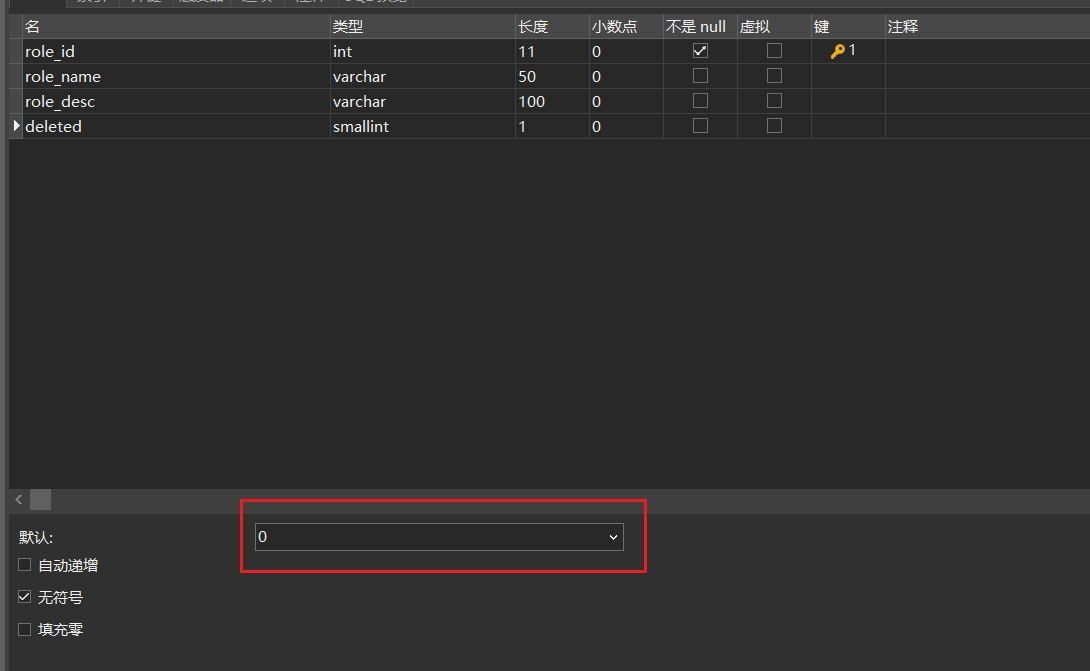 名 类型 长度 小数点 不是 null 虚拟 键 注释
role_id int 11 0 1
role_name varchar 50 0
role_desc varchar 100 0
deleted smallint 1 0
默认: 0
自动递增
无符号
填充零